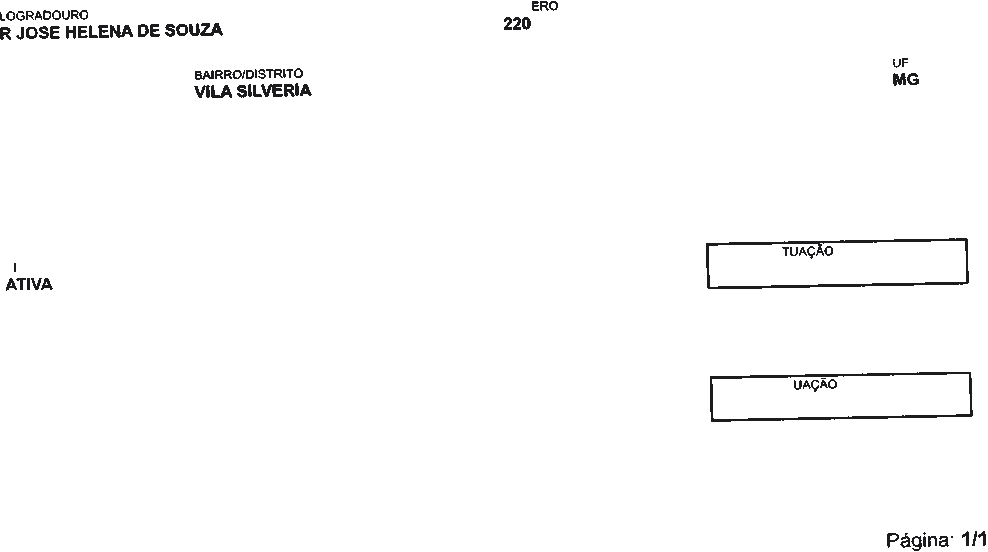 LOGRADOURO
ERO
R JOSE HELENA DE SOUZA
220
BAIRRO/DISTRITO
UF
VILA SILVERIA
MG
TUAÇÃO
I
ATIVA
UAÇÃO
Página: 1/1